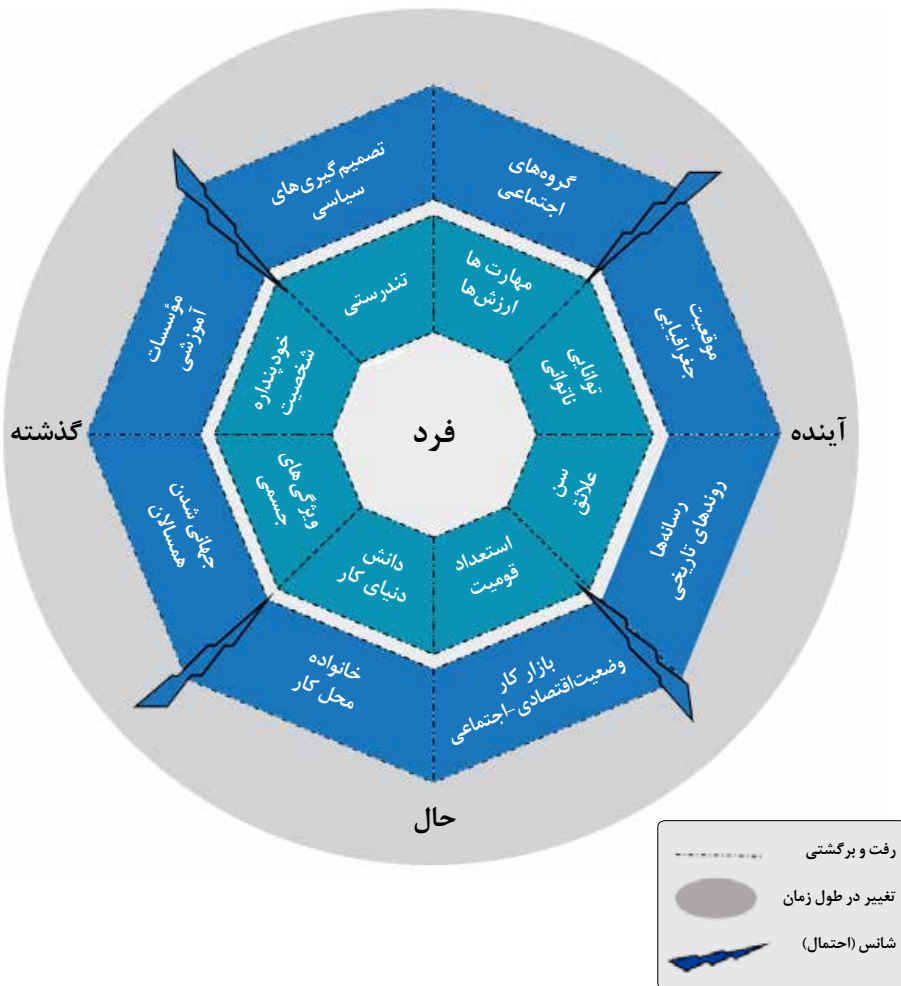 تصمیم‌گیری‌های
سیاسی
گروه‌های
اجتماعی
موقعیت
جغرافیایی
رسانه‌ها
روندهای تاریخی
بازار کار
وضعیت‌اقتصادی-اجتماعی
خانواده
محل کار
جهانی شدن
همسالان
مؤسسات
آموزشی
تندرستی
مهارت ها
ارزش‌ها
توانایی
ناتوانی
سن
علائق
استعداد
قومیت
دانش
دنیای کار
ویژگی‌های
جسمی
خودپنداره
شخصیت
فرد
گذشته
آینده
حال
رفت و برگشتی
تغییر در طول زمان
شانس (احتمال)